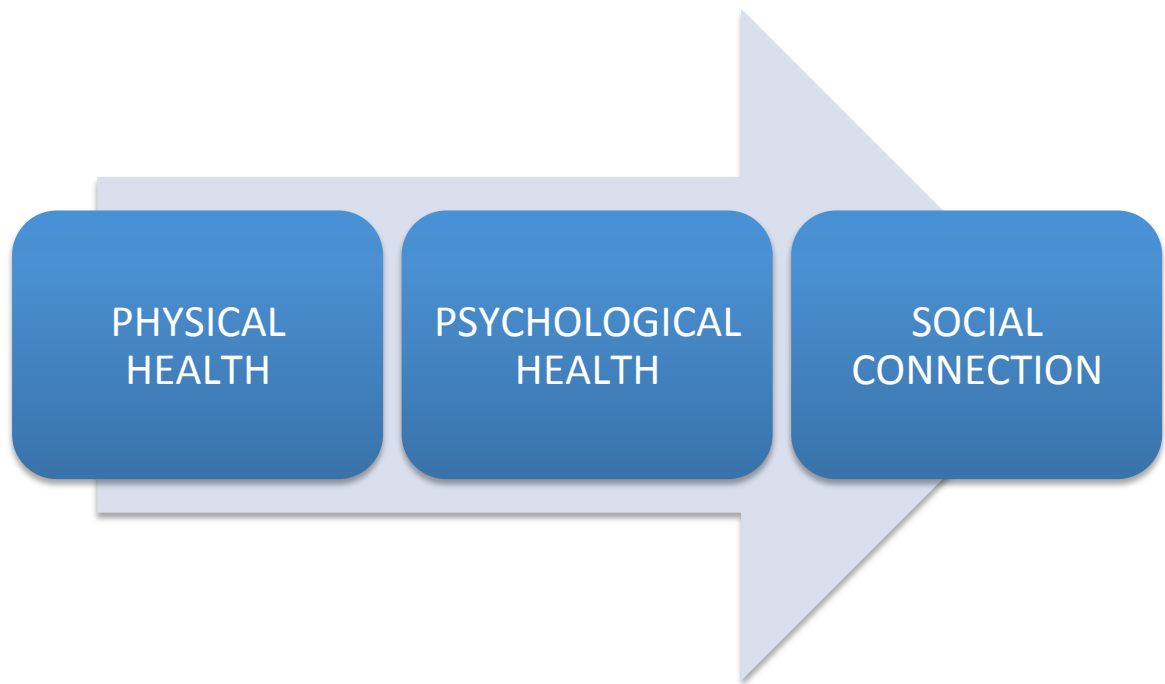 PHYSICAL
HEALTH
PSYCHOLOGICAL
HEALTH
SOCIAL
CONNECTION